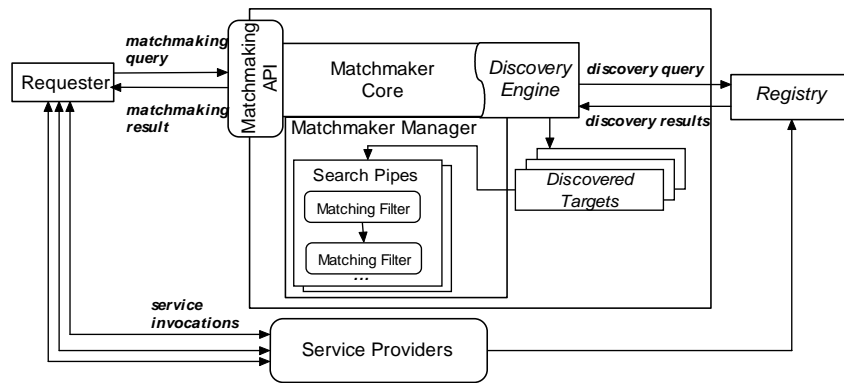 matchmaking
query
Requester
matchmaking
result
Matchmaking
API
Matchmaker
Core
Discovery
Engine
discovery query
discovery results
Registry
Matchmaker Manager
Search Pipes
Matching Filter
Matching Filter
...
Discovered
Targets
service
invocations
Service Providers